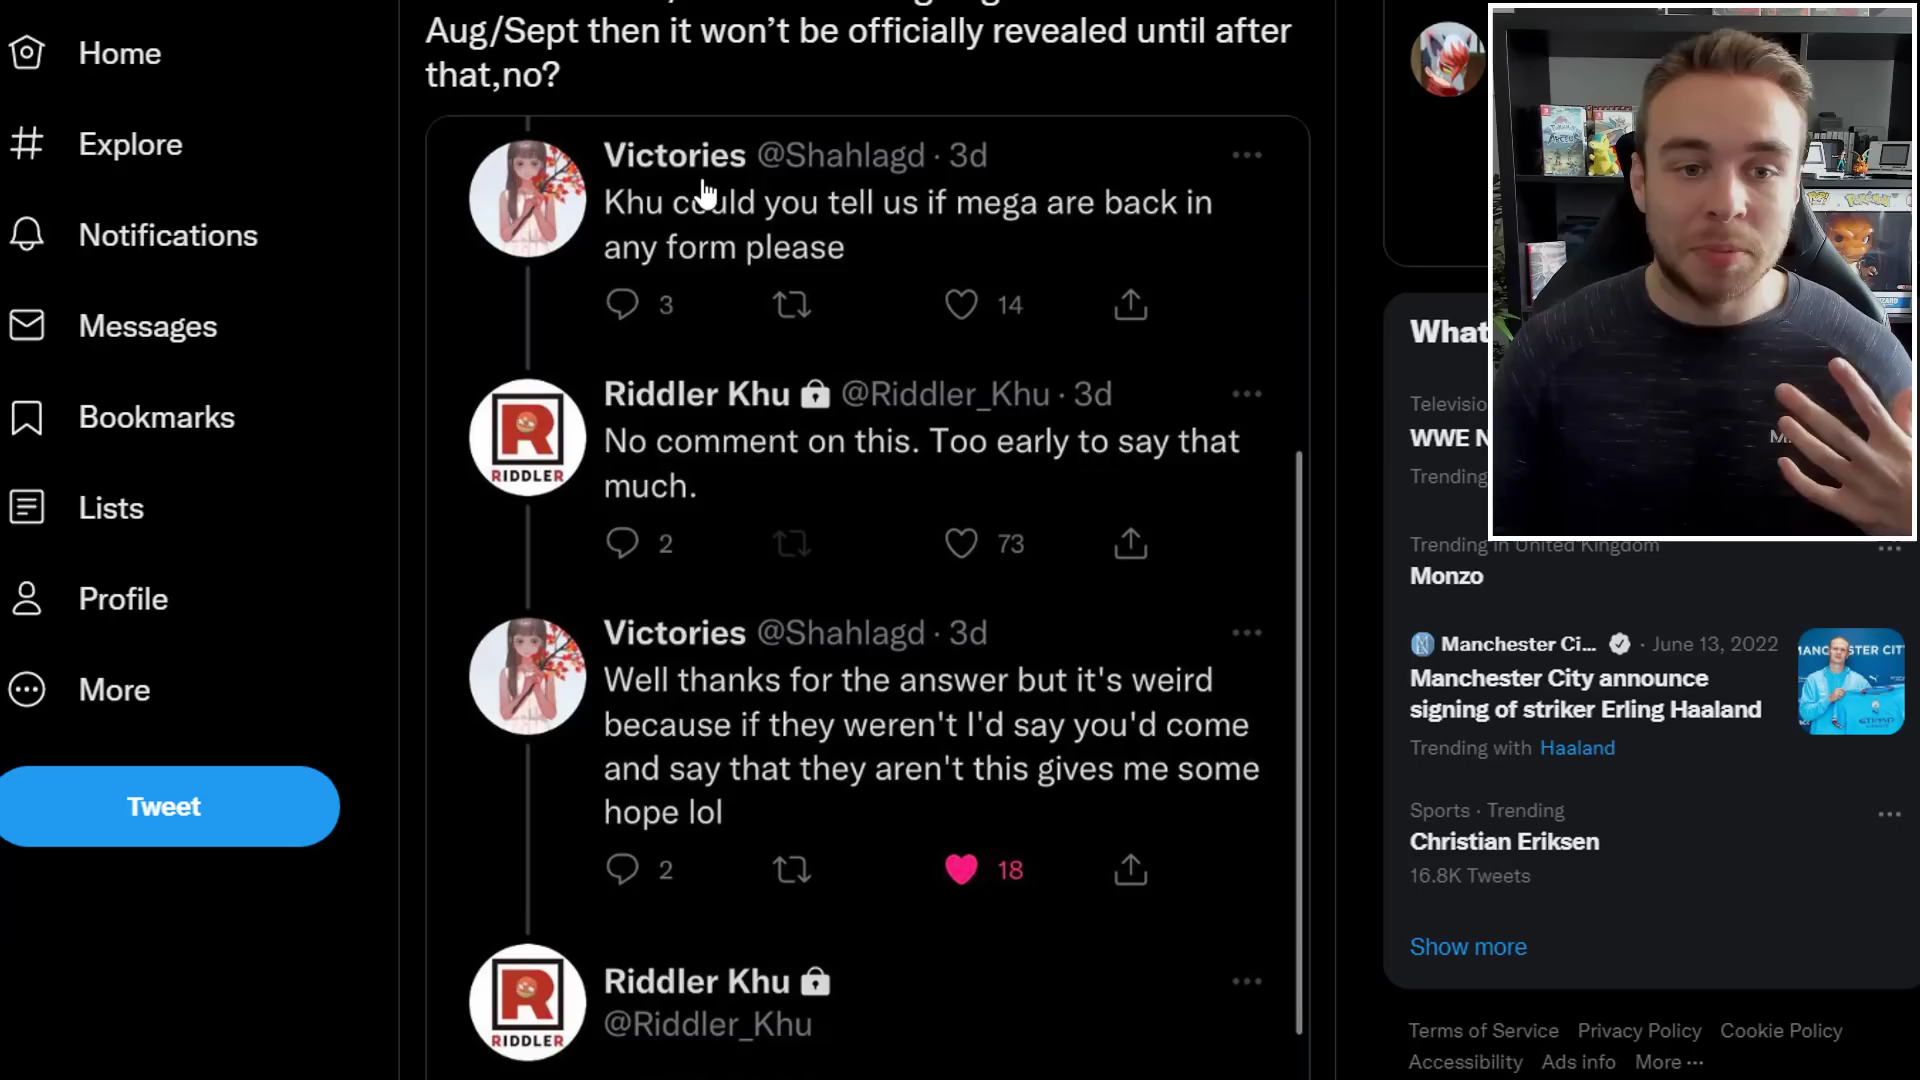 Aug/Sept then it won't be officially revealed until after
that,no?
Home
Explore
Notifications
Messages
Bookmarks
Lists
Profile
More
Tweet
Victories @Shahlagd · 3d
Khu could you tell us if mega are back in
any form please
3
14
Riddler Khu @Riddler_Khu · 3d
No comment on this. Too early to say that
much.
2
73
RIDDLER
Victories @Shahlagd · 3d
Well thanks for the answer but it's weird
because if they weren't I'd say you'd come
and say that they aren't this gives me some
hope lol
2
18
Riddler Khu
@Riddler_Khu
RIDDLER
What
Televisio
WWE N
Trending
Trending in United Kingdom
Monzo
Manchester Ci... · June 13, 2022
Manchester City announce
signing of striker Erling Haaland
Trending with Haaland
Sports · Trending
Christian Eriksen
16.8K Tweets
Show more
Terms of Service Privacy Policy Cookie Policy
Accessibility Ads info More ···